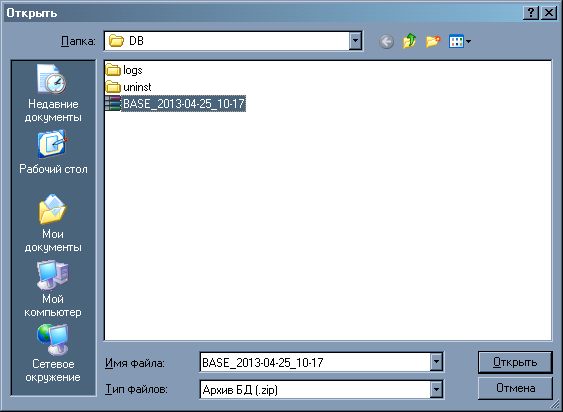 Открыть
Папка:
DB
logs
uninst
BASE_2013-04-25_10-17
Недавние
документы
Рабочий стол
Мои
документы
Мой
компьютер
Сетевое
окружение
Имя файла:
BASE_2013-04-25_10-17
Открыть
Тип файлов:
Архив БД (.zip)
Отмена